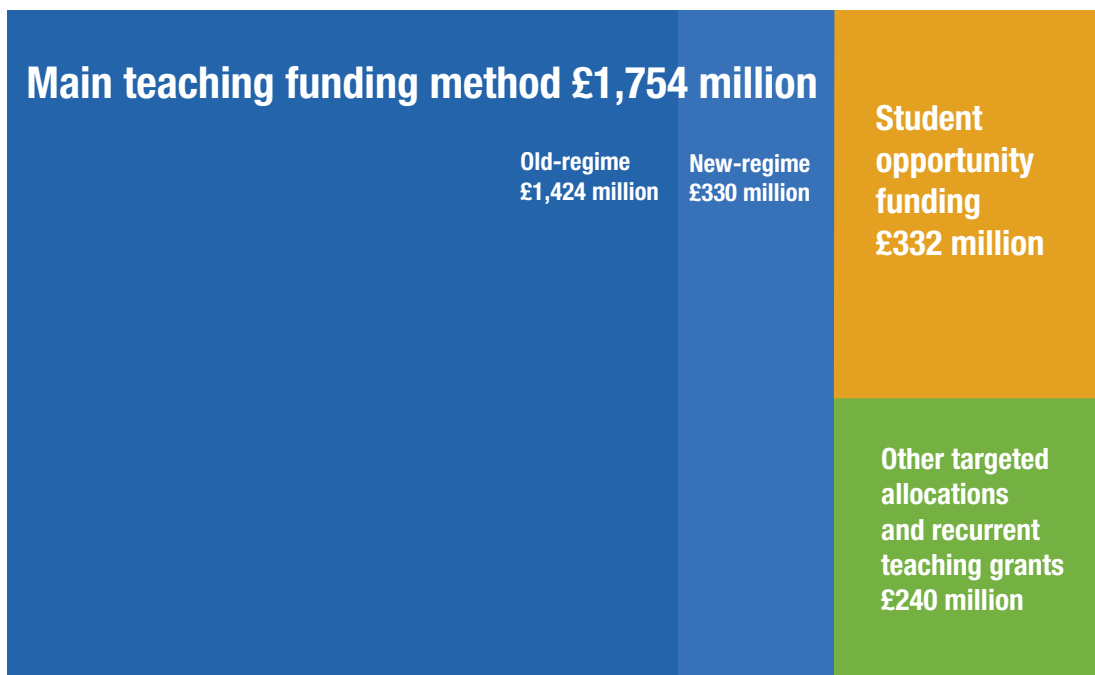 Main teaching funding method £1,754 million
Old-regime
£1,424 million
New-regime
£330 million
Student
opportunity
funding
£332 million
Other targeted
allocations
and recurrent
teaching grants
£240 million